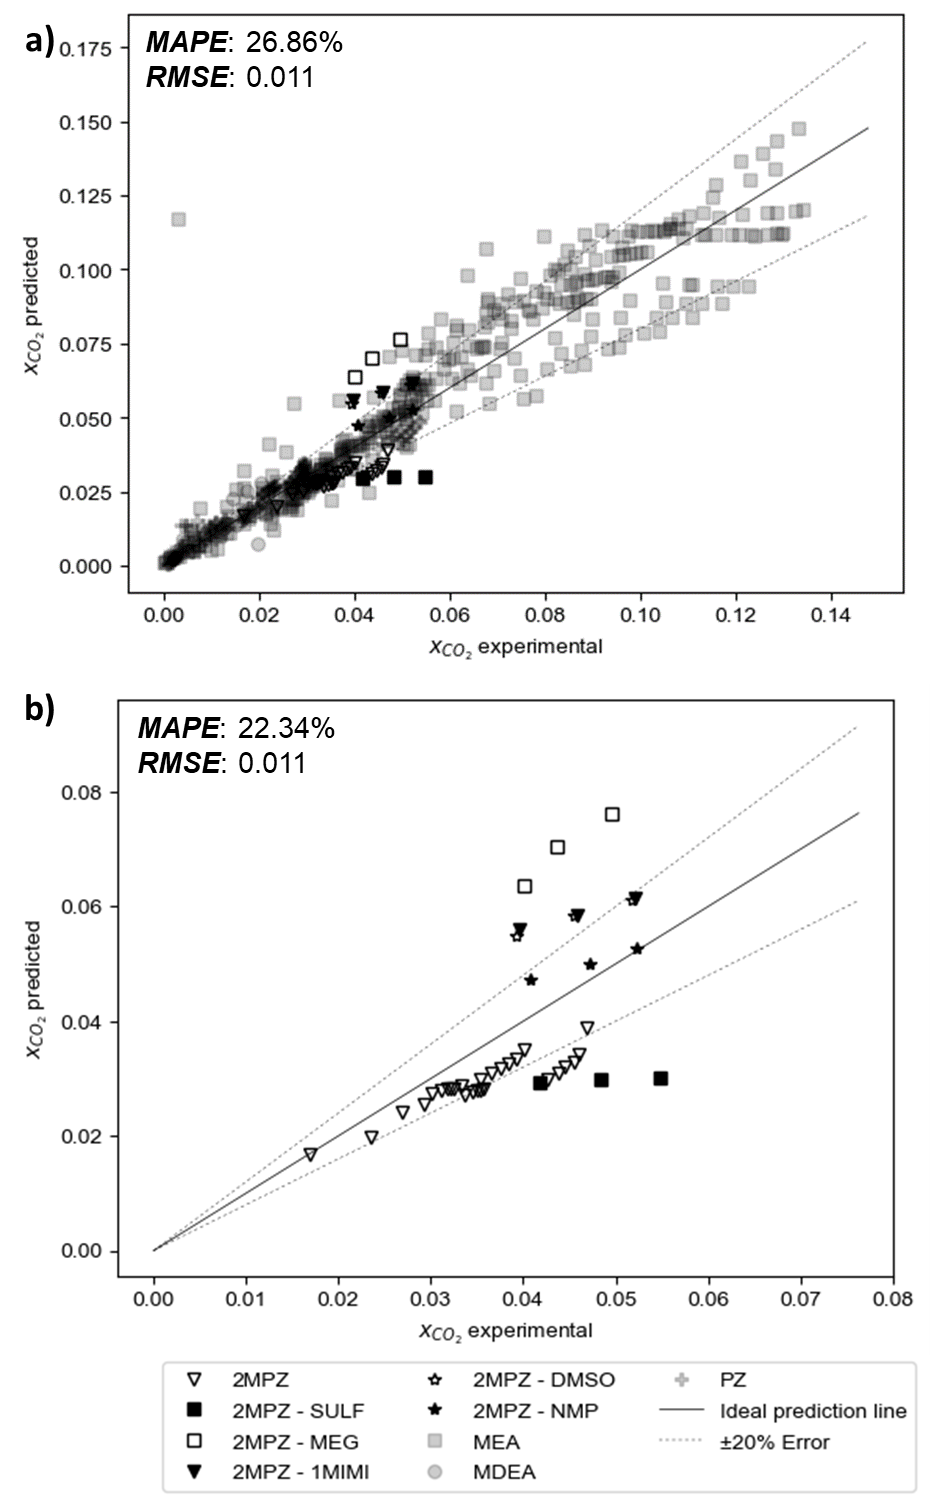 a)
MAPE: 26.86%
RMSE: 0.011
0.175
0.150
0.125
0.100
0.075
0.050
0.025
0.000
xCO2 predicted
0.00 0.02 0.04 0.06 0.08 0.10 0.12 0.14
xCO2 experimental
b)
MAPE: 22.34%
RMSE: 0.011
0.08
0.06
0.04
0.02
0.00
xCO2 predicted
0.00 0.01 0.02 0.03 0.04 0.05 0.06 0.07 0.08
xCO2 experimental
2MPZ 2MPZ - DMSO PZ
2MPZ - SULF 2MPZ - NMP Ideal prediction line
2MPZ - MEG MEA ±20% Error
2MPZ - 1MIMI MDEA